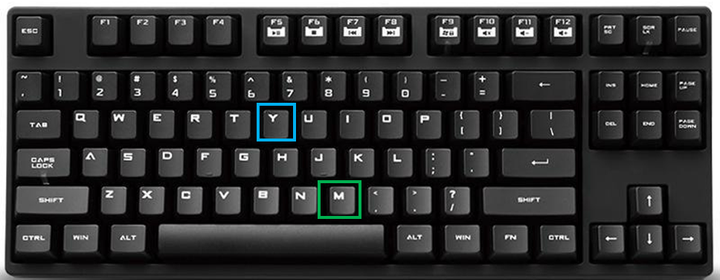 ESC F1 F2 F3 F4 F5 F6 F7 F8 F9 F10 F11 F12 PRT SC SCR LK PAUSE
~ ! @ # $ % ^ & * ( ) - + ←
1 2 3 4 5 6 7 8 9 0 = INS HOME PAGE UP
TAB Q W E R T Y U I O P { [ } ] | \ DEL END PAGE DOWN
CAPS LOCK A S D F G H J K L : ; " ' ↵
SHIFT Z X C V B N M < , > . ? / SHIFT ↑
CTRL WIN ALT ALT WIN FN CTRL ← ↓ →